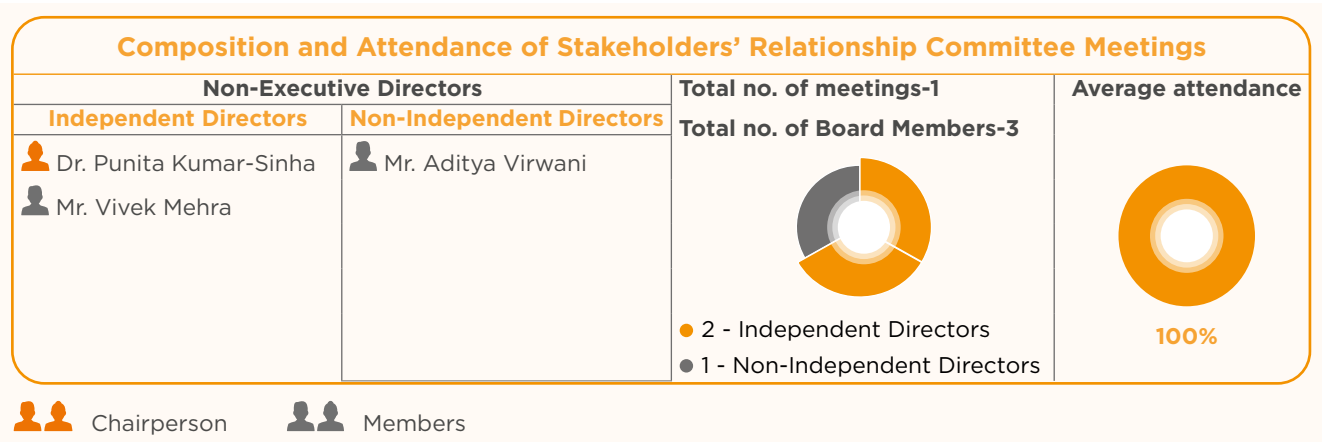 Composition and Attendance of Stakeholders’ Relationship Committee Meetings
Non-Executive Directors
Independent Directors
Non-Independent Directors
Dr. Punita Kumar-Sinha
Mr. Vivek Mehra
Mr. Aditya Virwani
Total no. of meetings-1
Total no. of Board Members-3
2 - Independent Directors
1 - Non-Independent Directors
Average attendance
100%
Chairperson
Members